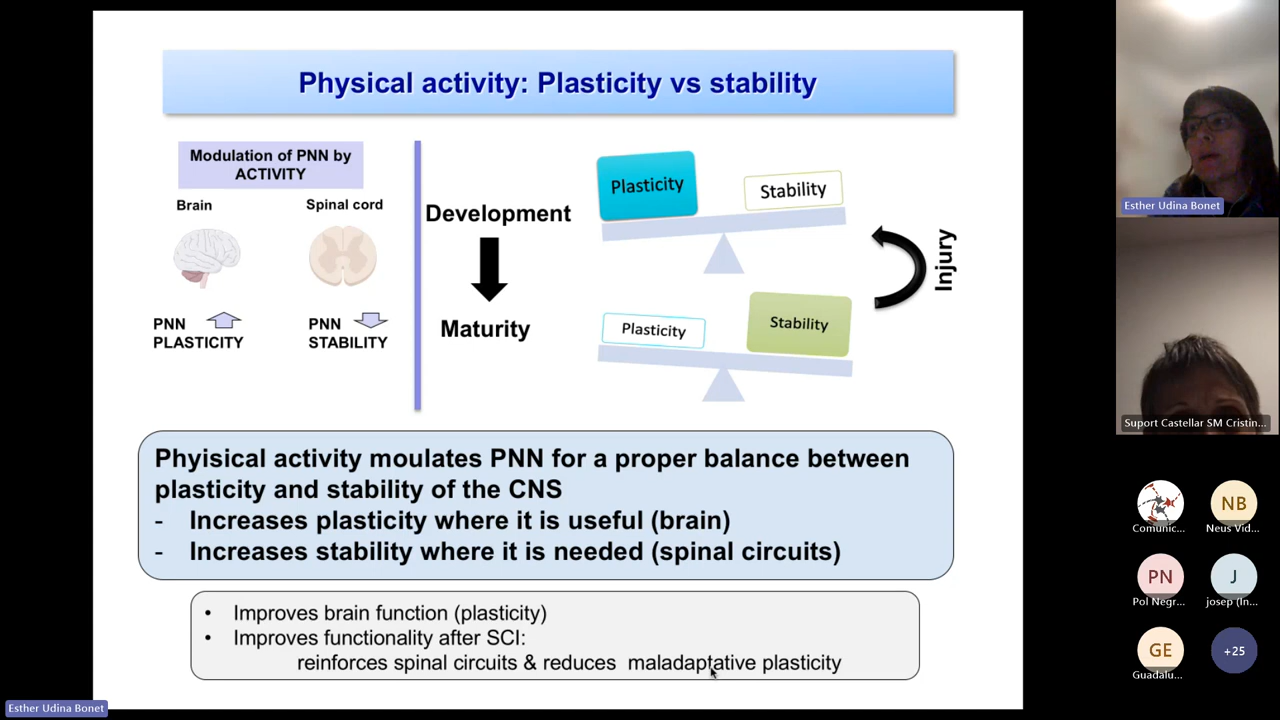 Physical activity: Plasticity vs stability
Modulation of PNN by
ACTIVITY
Brain
Spinal cord
PNN
PLASTICITY
PNN
STABILITY
Development
Maturity
Plasticity
Stability
Plasticity
Stability
Injury
Phyisical activity moulates PNN for a proper balance between
plasticity and stability of the CNS
- Increases plasticity where it is useful (brain)
- Increases stability where it is needed (spinal circuits)
• Improves brain function (plasticity)
• Improves functionality after SCI:
reinforces spinal circuits & reduces maladaptative plasticity
Esther Udina Bonet
Esther Udina Bonet
Suport Castellar SM Cristin...
Comunic...
NB
Neus Vid...
PN
Pol Negr...
J
josep (In...
GE
Guadalu...
+25